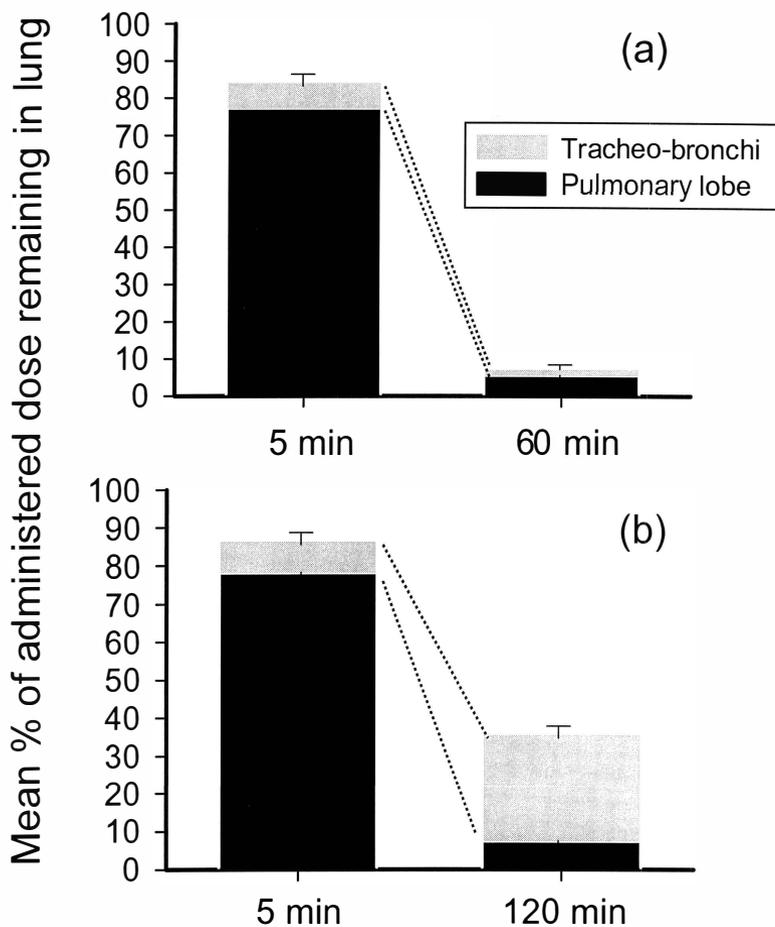 Mean % of administered dose remaining in lung
(a)
100
90
80
70
60
50
40
30
20
10
0
Tracheo-bronchi
Pulmonary lobe
5 min
60 min
(b)
100
90
80
70
60
50
40
30
20
10
0
5 min
120 min